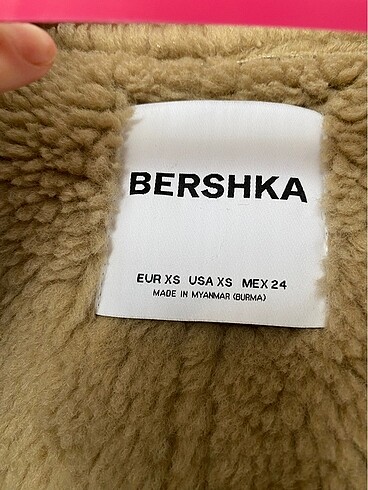 BERSHKA
EUR XS USA XS MEX 24
MADE IN MYANMAR (BURMA)